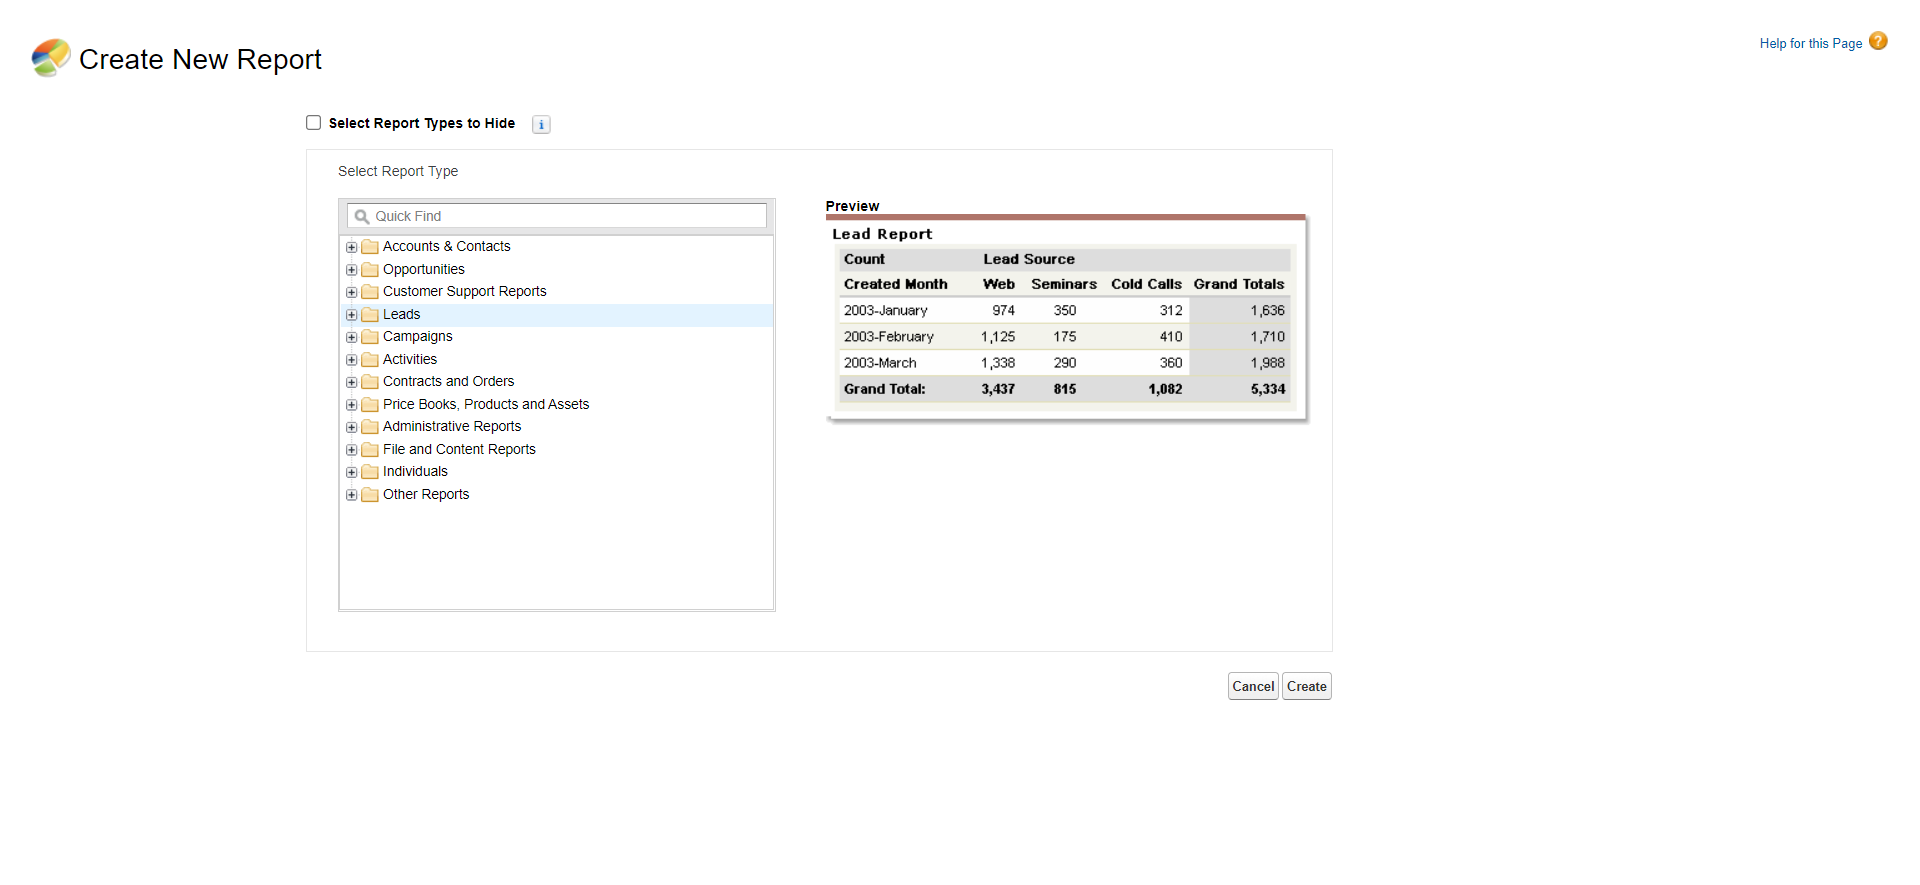 Create New Report
Help for this Page
Select Report Types to Hide
Select Report Type
Quick Find
Accounts & Contacts
Opportunities
Customer Support Reports
Leads
Campaigns
Activities
Contracts and Orders
Price Books, Products and Assets
Administrative Reports
File and Content Reports
Individuals
Other Reports
Preview
Lead Report
Count Lead Source
Created Month Web Seminars Cold Calls Grand Totals
2003-January 974 350 312 1,636
2003-February 1,125 175 410 1,710
2003-March 1,338 290 360 1,988
Grand Total: 3,437 815 1,082 5,334
Cancel Create